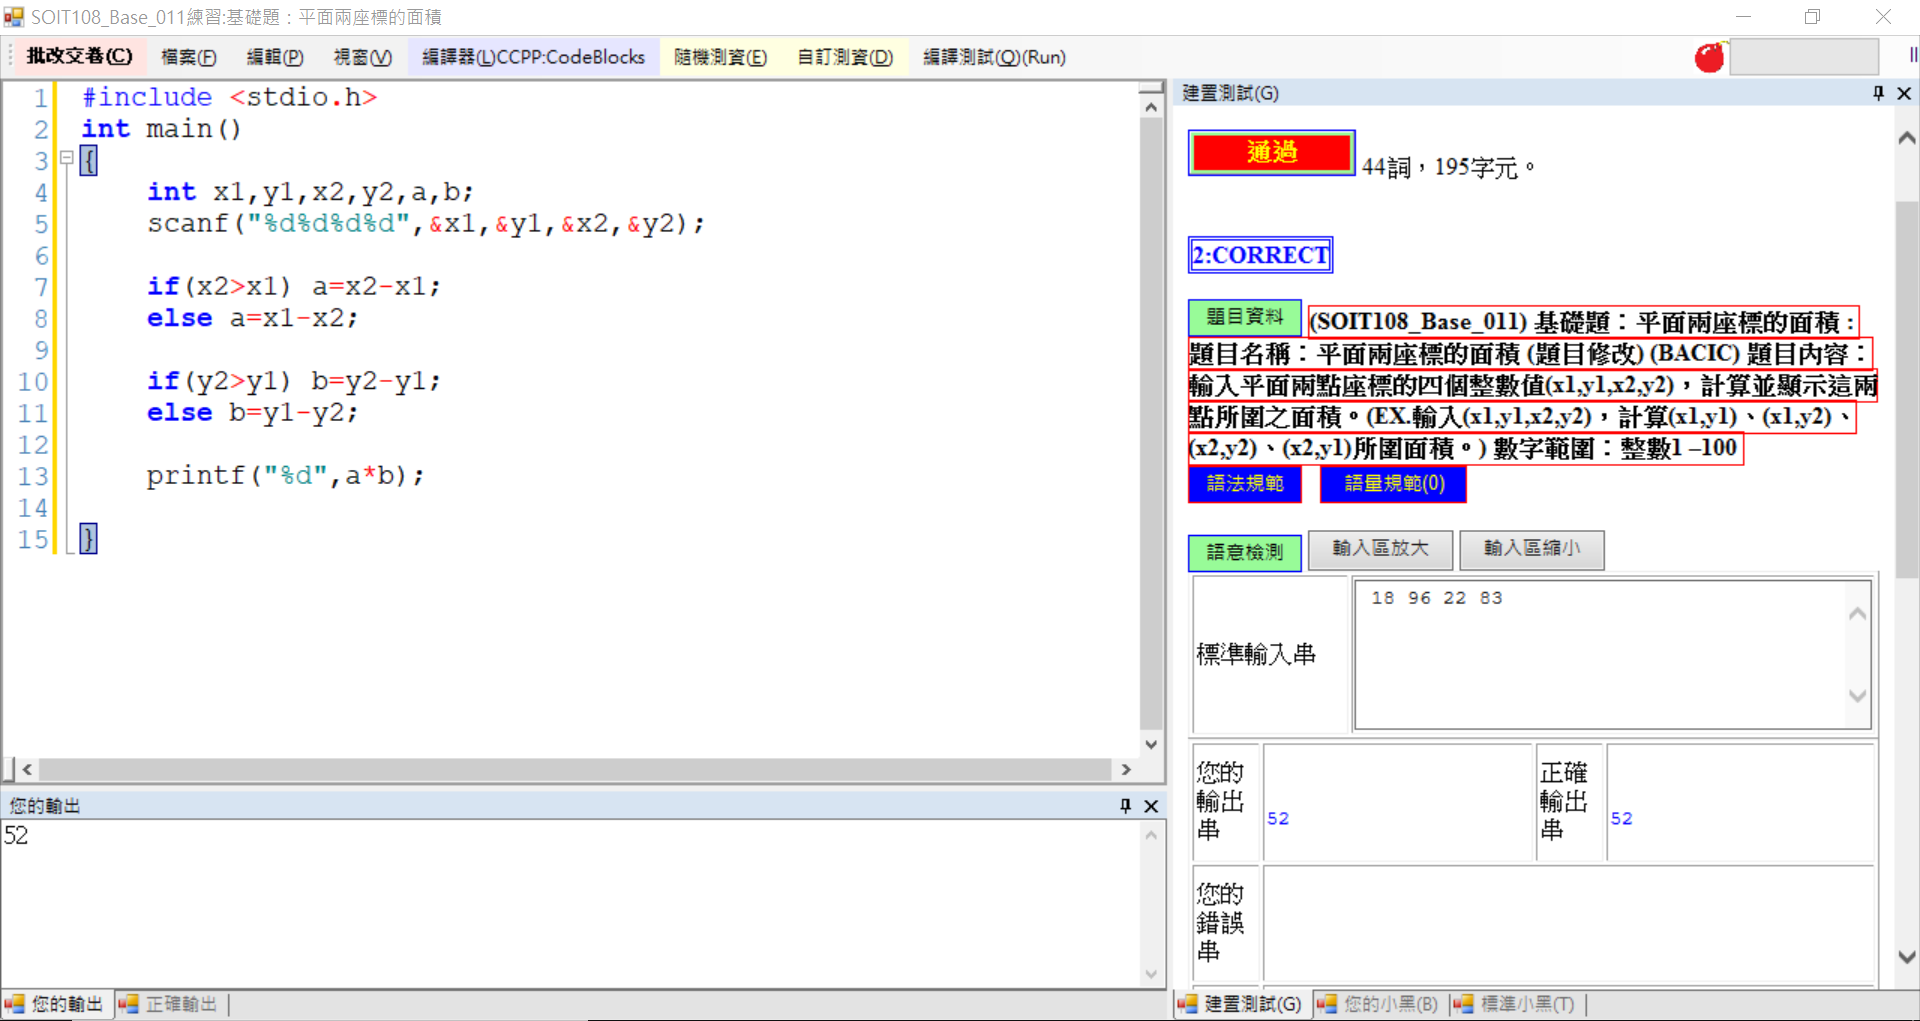 SOIT108_Base_011練習:基礎題：平面兩座標的面積
批改交卷(C) 檔案(F) 編輯(P) 視窗(V) 編譯器(L)CCPP:CodeBlocks 隨機測資(E) 自訂測資(D) 編譯測試(Q)(Run)
1 #include <stdio.h>
2 int main()
3 {
4 int x1,y1,x2,y2,a,b;
5 scanf("%d%d%d%d",&x1,&y1,&x2,&y2);
6
7 if(x2>x1) a=x2-x1;
8 else a=x1-x2;
9
10 if(y2>y1) b=y2-y1;
11 else b=y1-y2;
12
13 printf("%d",a*b);
14
15 }
您的輸出
52
您的輸出 正確輸出
建置測試(G)
通過 44詞，195字元。
2:CORRECT
題目資料 (SOIT108_Base_011) 基礎題：平面兩座標的面積：
題目名稱：平面兩座標的面積 (題目修改) (BACIC) 題目內容：
輸入平面兩點座標的四個整數值(x1,y1,x2,y2)，計算並顯示這兩
點所圍之面積。(EX.輸入(x1,y1,x2,y2)，計算(x1,y1)、(x1,y2)、
(x2,y2)、(x2,y1)所圍面積。) 數字範圍：整數1 –100
語法規範 語量規範(0)
語意檢測 輸入區放大 輸入區縮小
標準輸入串 18 96 22 83
您的
輸出
串
52
正確
輸出
串
52
您的
錯誤
串
建置測試(G) 您的小黑(B) 標準小黑(T)